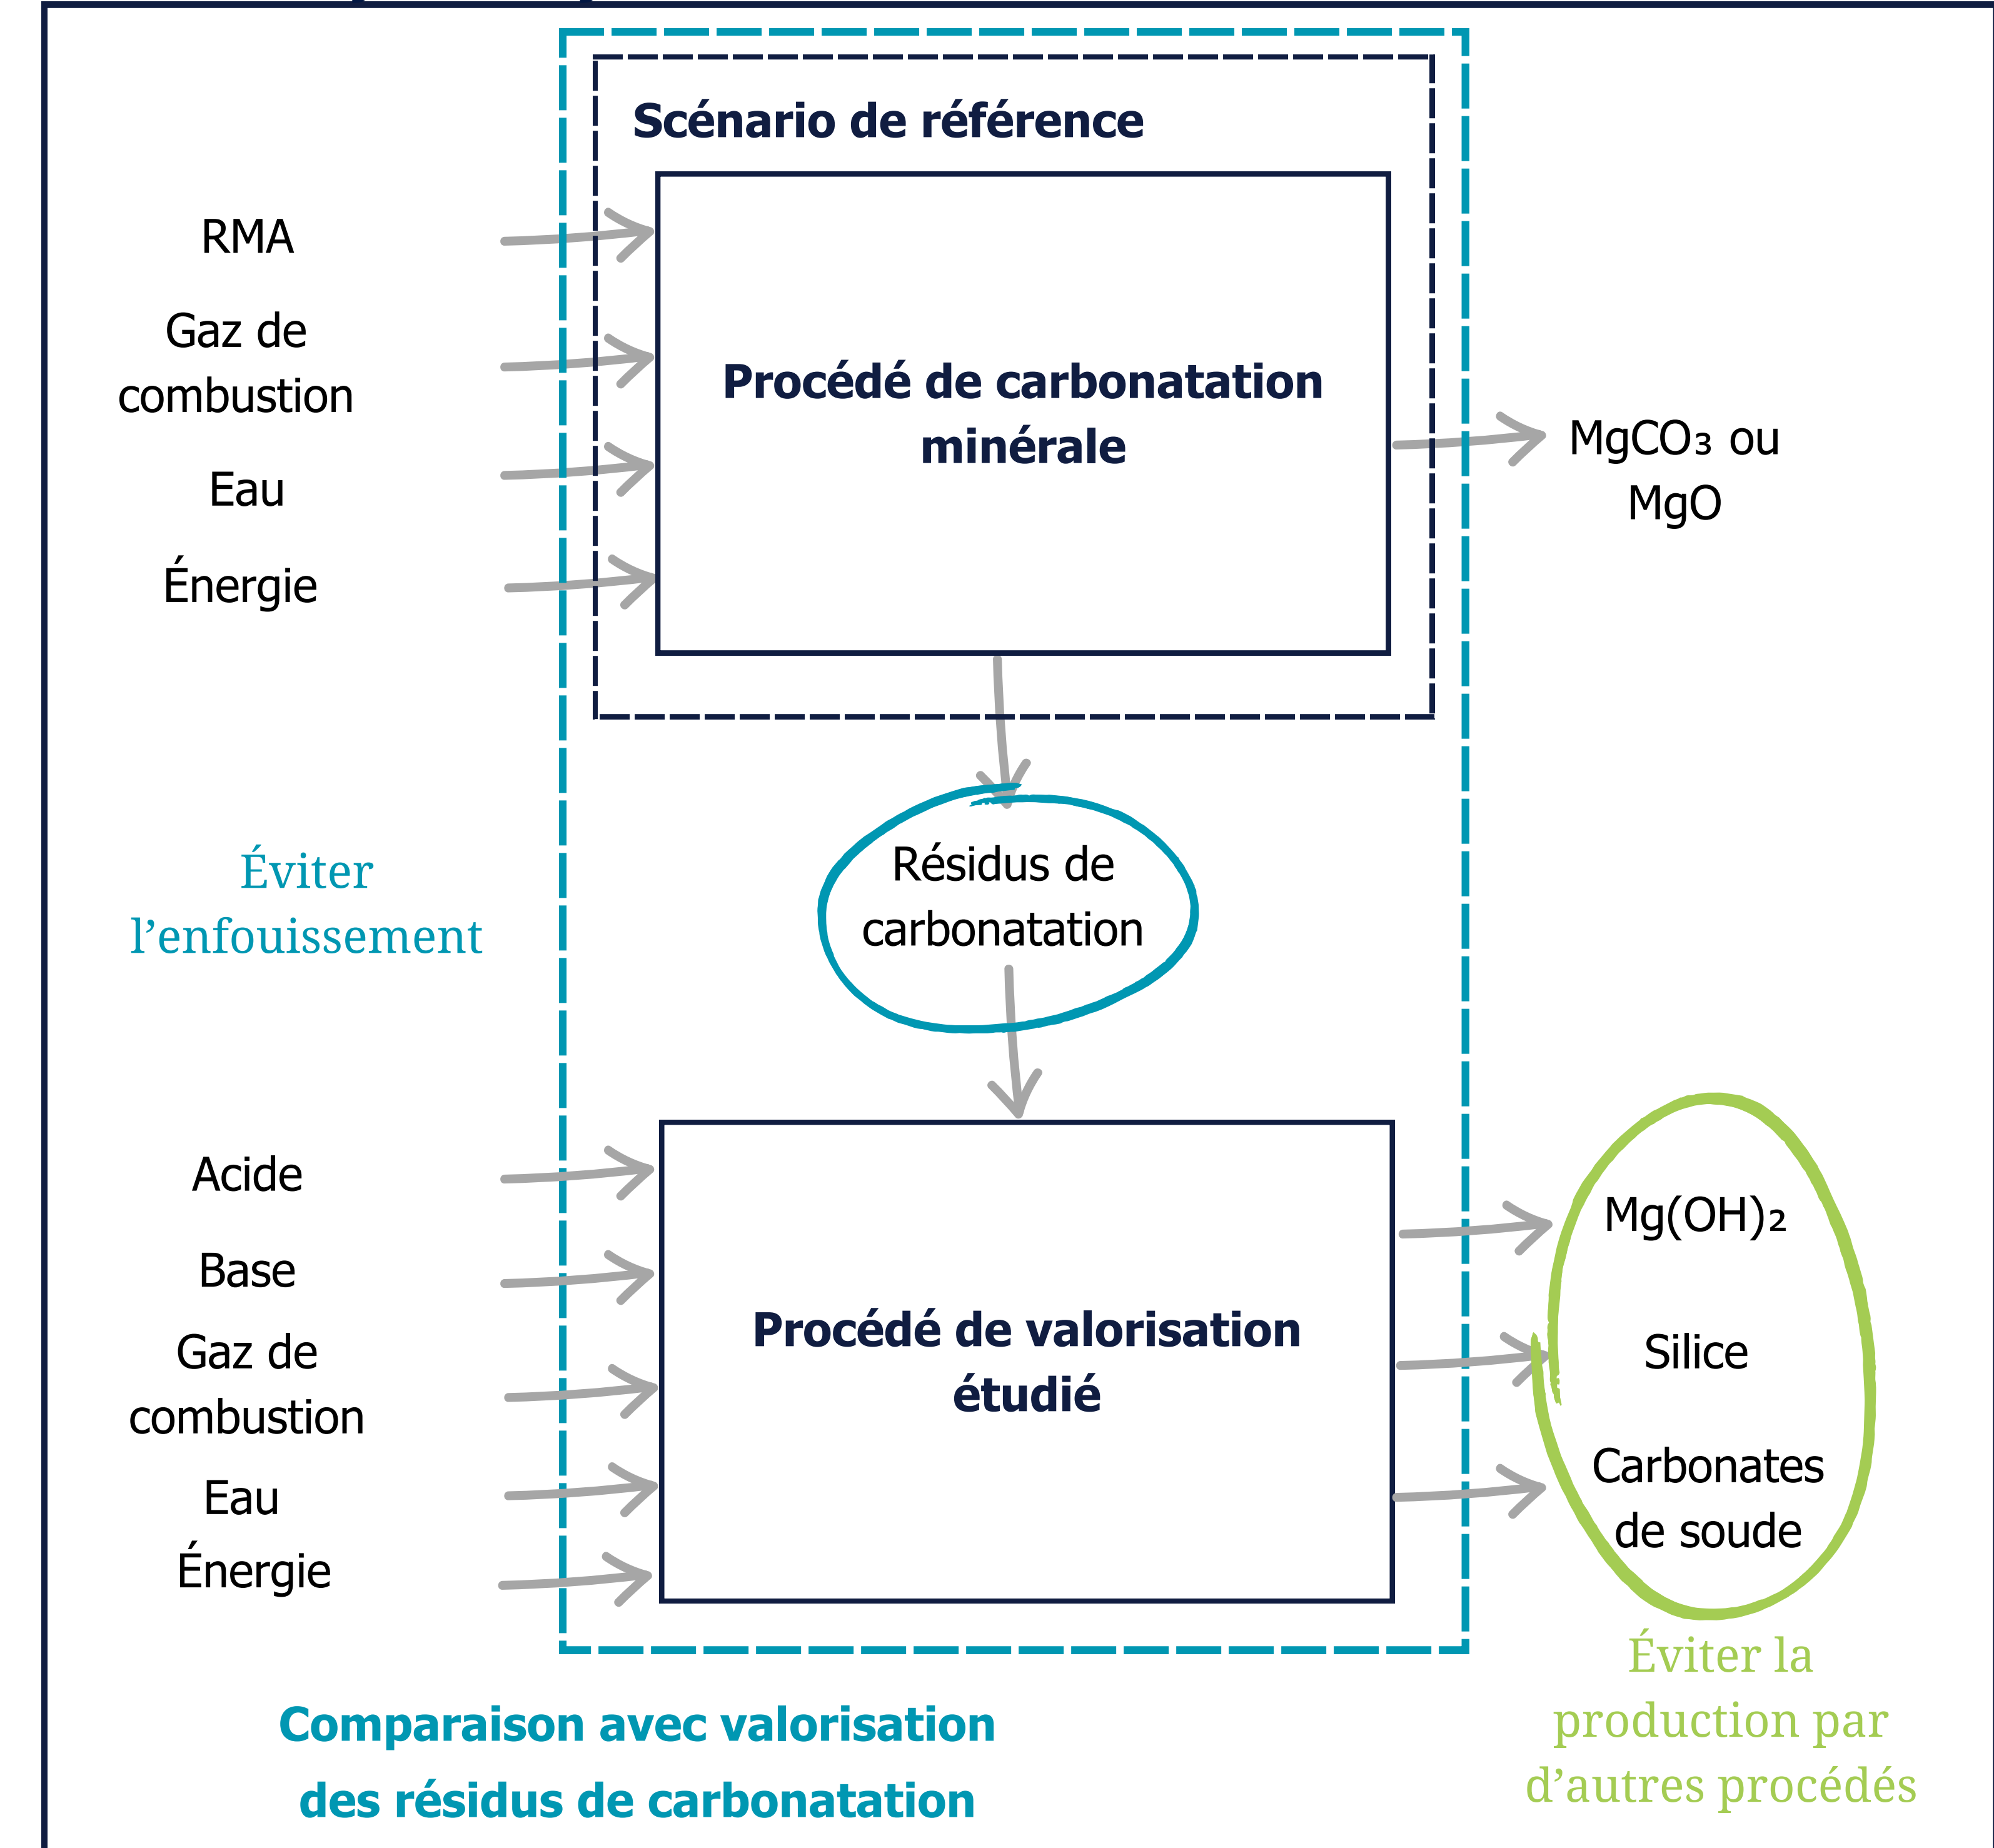 Scénario de référence
RMA
Gaz de
combustion
Eau
Énergie
Procédé de carbonatation
minérale
MgCO₃ ou
MgO
Éviter
l’enfouissement
Résidus de
carbonatation
Acide
Base
Gaz de
combustion
Eau
Énergie
Procédé de valorisation
étudié
Mg(OH)₂
Silice
Carbonates
de soude
Éviter la
production par
d’autres procédés
Comparaison avec valorisation
des résidus de carbonatation